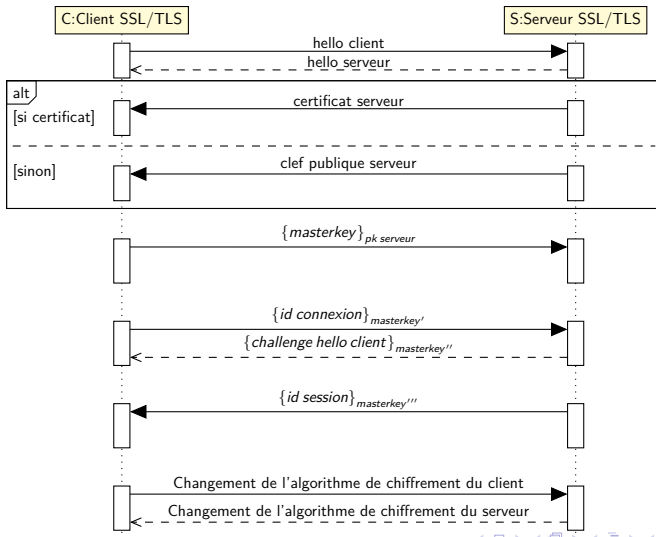 C:Client SSL/TLS
S:Serveur SSL/TLS
hello client
hello serveur
alt
certificat serveur
[si certificat]
[sinon]
clef publique serveur
{masterkey}pk serveur
{id connexion}masterkey′
{challenge hello client}masterkey′′
{id session}masterkey′′′
Changement de l'algorithme de chiffrement du client
Changement de l'algorithme de chiffrement du serveur